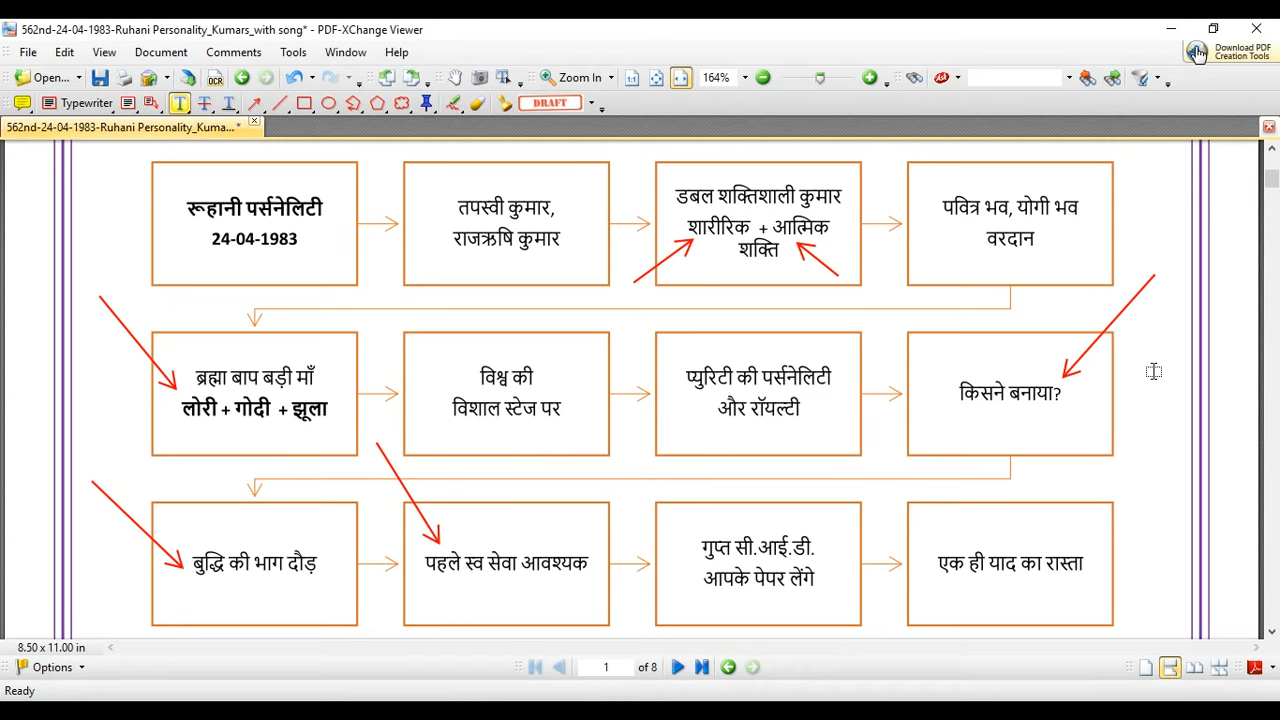 562nd-24-04-1983-Ruhani Personality_Kumars_with song* - PDF-XChange Viewer
File Edit View Document Comments Tools Window Help
Download PDF
Creation Tools
Open... OCR Zoom In 164%
Typewriter DRAFT
562nd-24-04-1983-Ruhani Personality_Kuma... *
रूहानी पर्सनेलिटी
24-04-1983
तपस्वी कुमार,
राजऋषि कुमार
डबल शक्तिशाली कुमार
शारीरिक + आत्मिक
शक्ति
पवित्र भव, योगी भव
वरदान
ब्रह्मा बाप बड़ी माँ
लोरी + गोदी + झूला
विश्व की
विशाल स्टेज पर
प्युरिटी की पर्सनेलिटी
और रॉयल्टी
किसने बनाया?
बुद्धि की भाग दौड़
पहले स्व सेवा आवश्यक
गुप्त सी.आई.डी.
आपके पेपर लेंगे
एक ही याद का रास्ता
8.50 x 11.00 in
Options 1 of 8
Ready